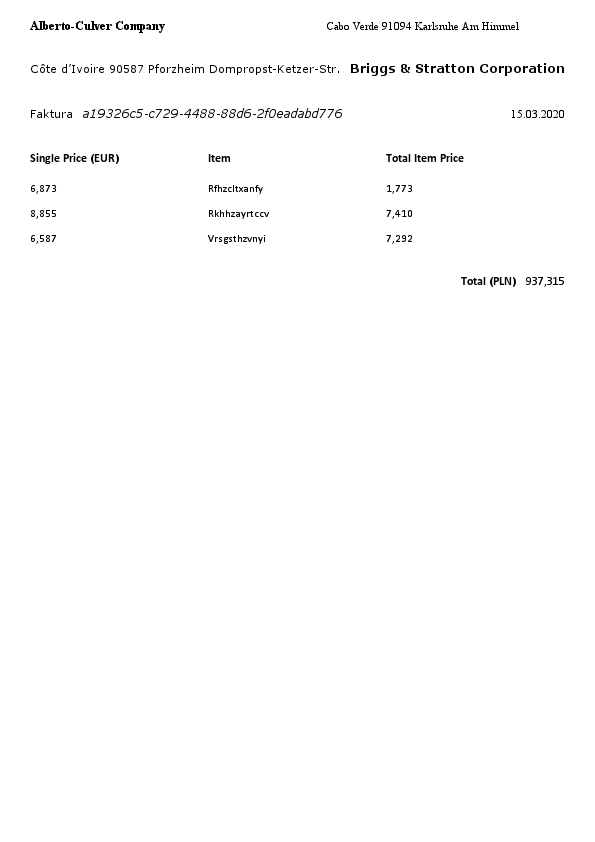 Alberto-Culver Company Cabo Verde 91094 Karlsruhe Am Himmel
Côte d'Ivoire 90587 Pforzheim Dompropst-Ketzer-Str. Briggs & Stratton Corporation
Faktura a19326c5-c729-4488-88d6-2f0eadabd776 15.03.2020
Single Price (EUR) Item Total Item Price
6,873 Rfhzcltxanfy 1,773
8,855 Rkhhzayrtccv 7,410
6,587 Vrsgsthzvnyi 7,292
Total (PLN) 937,315